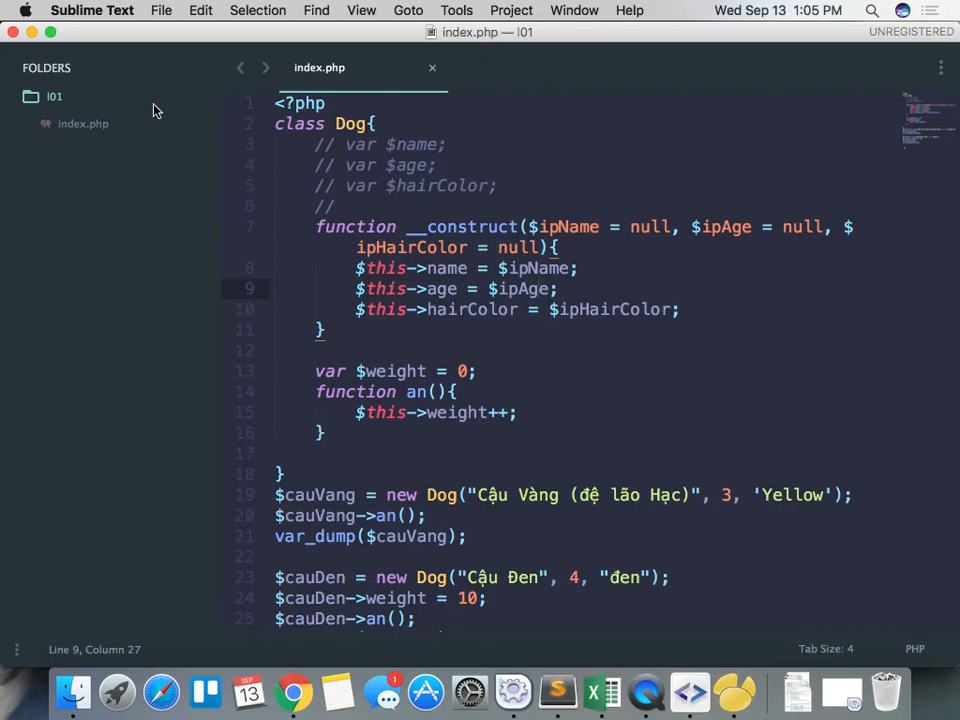 Sublime Text File Edit Selection Find View Goto Tools Project Window Help Wed Sep 13 1:05 PM
index.php — l01 UNREGISTERED
FOLDERS
l01
index.php
index.php
1 <?php
2 class Dog{
3 // var $name;
4 // var $age;
5 // var $hairColor;
6 //
7 function __construct($ipName = null, $ipAge = null, $
ipHairColor = null){
8 $this->name = $ipName;
9 $this->age = $ipAge;
10 $this->hairColor = $ipHairColor;
11 }
12
13 var $weight = 0;
14 function an(){
15 $this->weight++;
16 }
17
18 }
19 $cauVang = new Dog("Cậu Vàng (đệ lão Hạc)", 3, 'Yellow');
20 $cauVang->an();
21 var_dump($cauVang);
22
23 $cauDen = new Dog("Cậu Đen", 4, "đen");
24 $cauDen->weight = 10;
25 $cauDen->an();
Line 9, Column 27 Tab Size: 4 PHP
SEP
13
1